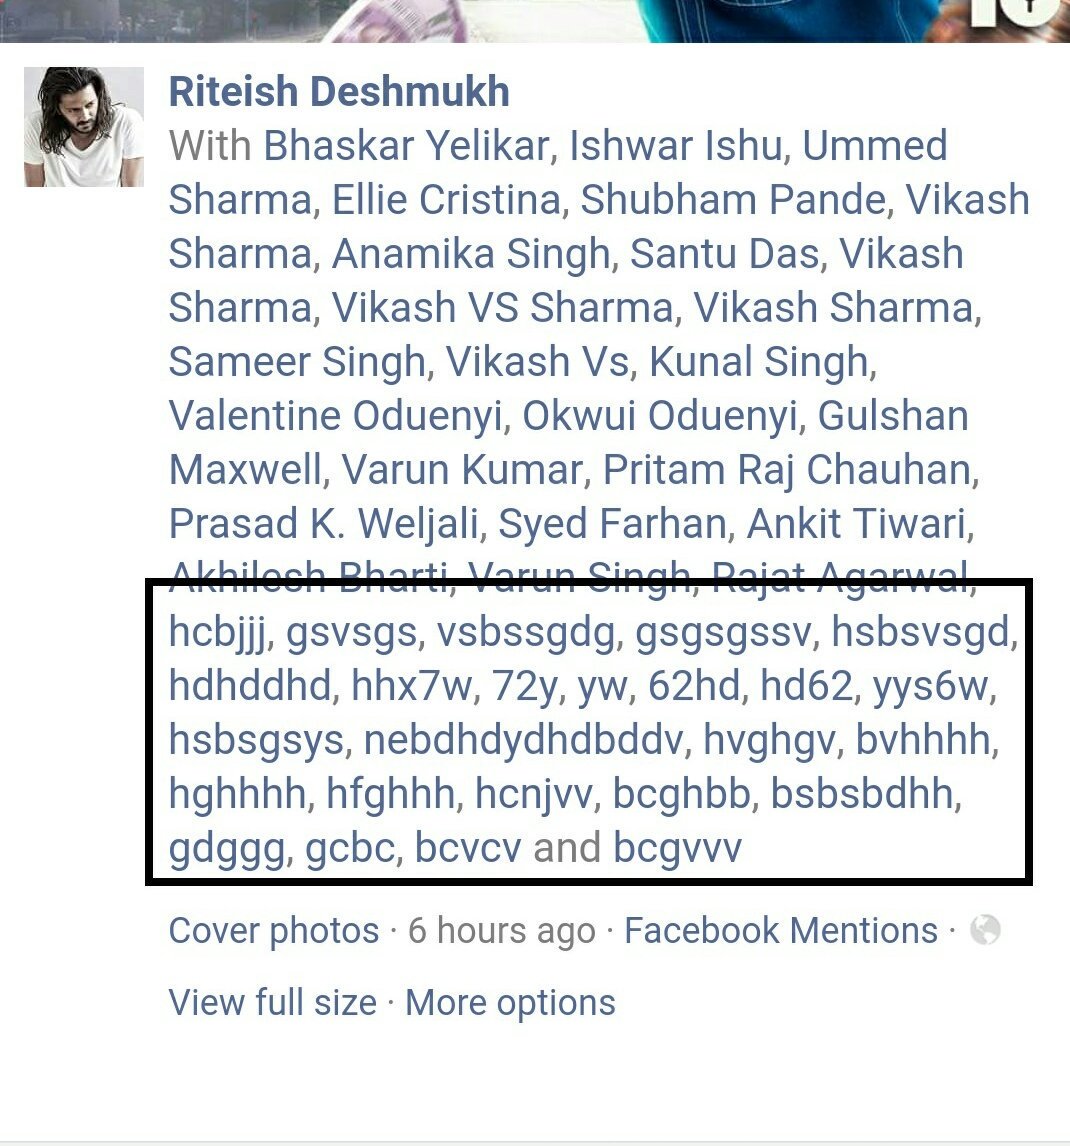 Riteish Deshmukh
With Bhaskar Yelikar, Ishwar Ishu, Ummed
Sharma, Ellie Cristina, Shubham Pande, Vikash
Sharma, Anamika Singh, Santu Das, Vikash
Sharma, Vikash VS Sharma, Vikash Sharma,
Sameer Singh, Vikash Vs, Kunal Singh,
Valentine Oduenyi, Okwui Oduenyi, Gulshan
Maxwell, Varun Kumar, Pritam Raj Chauhan,
Prasad K. Weljali, Syed Farhan, Ankit Tiwari,
Akhilesh Bharti, Varun Singh, Rajat Agarwal,
hcbjjj, gsvsgs, vsbssgdg, gsgsgssv, hsbsvsgd,
hdhddhd, hhx7w, 72y, yw, 62hd, hd62, yys6w,
hsbsgsys, nebdhdydhdbddv, hvghgv, bvhhhh,
hghhhh, hfghhh, hcnjvv, bcghbb, bsbsbdhh,
gdggg, gcbc, bcvcv and bcgvvv
Cover photos · 6 hours ago · Facebook Mentions ·
View full size · More options